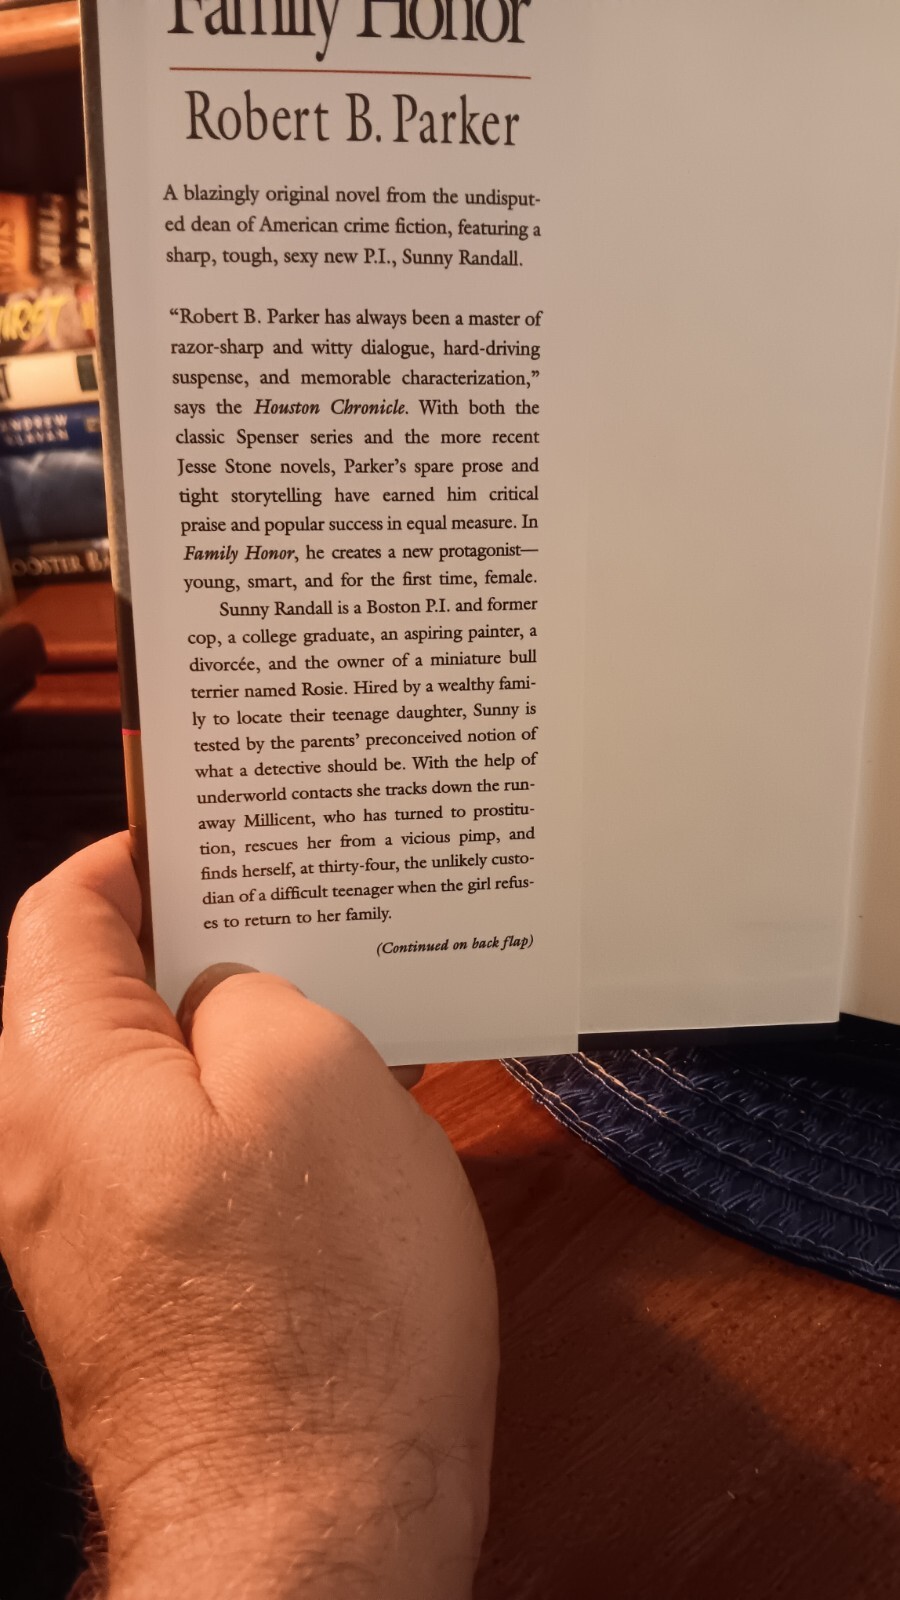 Family Honor
Robert B. Parker
A blazingly original novel from the undisput-
ed dean of American crime fiction, featuring a
sharp, tough, sexy new P.I., Sunny Randall.
“Robert B. Parker has always been a master of
razor-sharp and witty dialogue, hard-driving
suspense, and memorable characterization,”
says the Houston Chronicle. With both the
classic Spenser series and the more recent
Jesse Stone novels, Parker’s spare prose and
tight storytelling have earned him critical
praise and popular success in equal measure. In
Family Honor, he creates a new protagonist—
young, smart, and for the first time, female.
Sunny Randall is a Boston P.I. and former
cop, a college graduate, an aspiring painter, a
divorcée, and the owner of a miniature bull
terrier named Rosie. Hired by a wealthy fami-
ly to locate their teenage daughter, Sunny is
tested by the parents’ preconceived notion of
what a detective should be. With the help of
underworld contacts she tracks down the run-
away Millicent, who has turned to prostitu-
tion, rescues her from a vicious pimp, and
finds herself, at thirty-four, the unlikely custo-
dian of a difficult teenager when the girl refus-
es to return to her family.
(Continued on back flap)
ANDREW